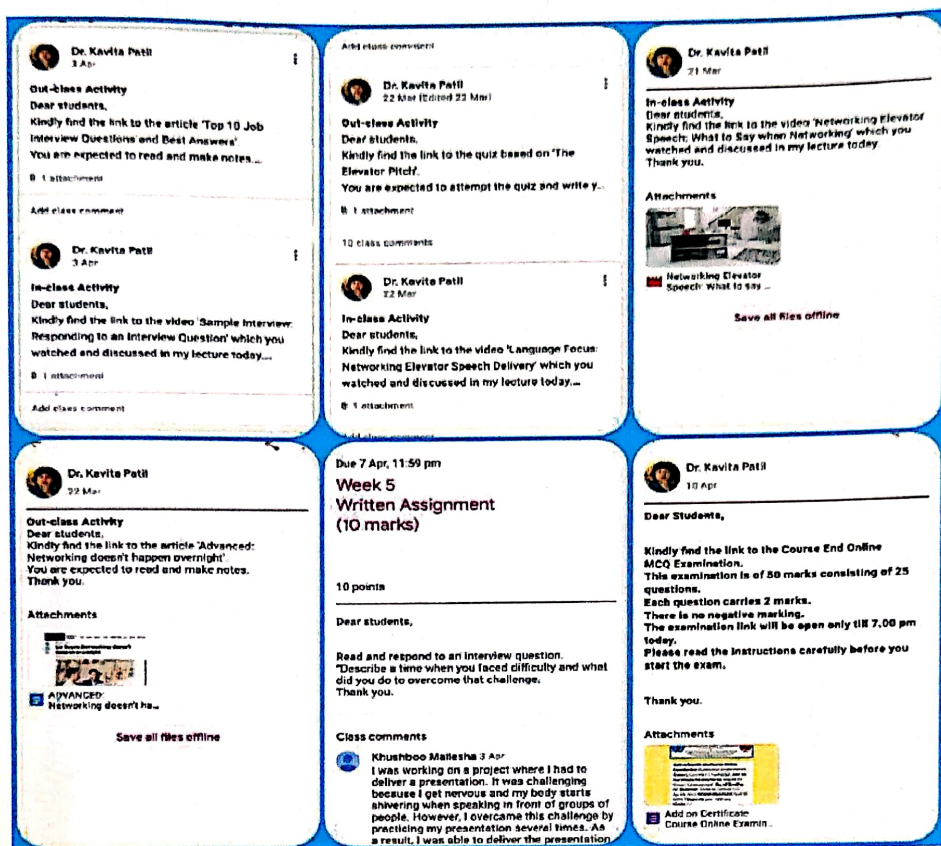 Dr. Kavita Patil
3 Apr
Out-class Activity
Dear students,
Kindly find the link to the article 'Top 10 Job
Interview Questions and Best Answers'.
You are expected to read and make notes....
1 attachment
Add class comment
Dr. Kavita Patil
3 Apr
In-class Activity
Dear students,
Kindly find the link to the video 'Sample Interview:
Responding to an Interview Question' which you
watched and discussed in my lecture today....
1 attachment
Add class comment
Add class comment
Dr. Kavita Patil
22 Mar (Edited 22 Mar)
Out-class Activity
Dear students,
Kindly find the link to the quiz based on 'The
Elevator Pitch'.
You are expected to attempt the quiz and write y...
1 attachment
10 class comments
Dr. Kavita Patil
22 Mar
In-class Activity
Dear students,
Kindly find the link to the video 'Language Focus:
Networking Elevator Speech Delivery' which you
watched and discussed in my lecture today....
1 attachment
Add class comment
Dr. Kavita Patil
21 Mar
In-class Activity
Dear students,
Kindly find the link to the video 'Networking Elevator
Speech: What to Say when Networking' which you
watched and discussed in my lecture today.
Thank you.
Attachments
Networking Elevator
Speech: What to say ...
Save all files offline
Dr. Kavita Patil
22 Mar
Out-class Activity
Dear students,
Kindly find the link to the article 'Advanced:
Networking doesn't happen overnight'.
You are expected to read and make notes.
Thank you.
Attachments
ADVANCED:
Networking doesn't ha...
Save all files offline
Due 7 Apr, 11:59 pm
Week 5
Written Assignment
(10 marks)
10 points
Dear students,
Read and respond to an interview question.
"Describe a time when you faced difficulty and what
did you do to overcome that challenge.
Thank you.
Class comments
Khushboo Mallesha 3 Apr
I was working on a project where I had to
deliver a presentation. It was challenging
because I get nervous and my body starts
shivering when speaking in front of groups of
people. However, I overcame this challenge by
practicing my presentation several times. As
a result, I was able to deliver the presentation
Dr. Kavita Patil
10 Apr
Dear Students,
Kindly find the link to the Course End Online
MCQ Examination.
This examination is of 50 marks consisting of 25
questions.
Each question carries 2 marks.
There is no negative marking.
The examination link will be open only till 7.00 pm
today.
Please read the instructions carefully before you
start the exam.
Thank you.
Attachments
Add on Certificate
Course Online Examin...